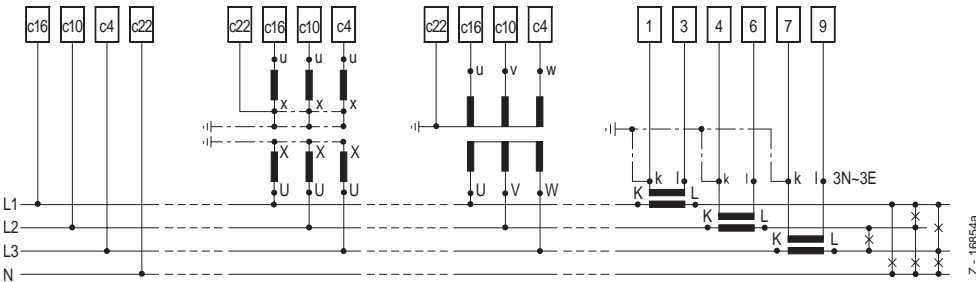 c16 c10 c4 c22 c22 c16 c10 c4 c22 c16 c10 c4 1 3 4 6 7 9
u u u u v w
x x x
X X X k l k l k l 3N~3E
U U U U V W K L
L1
L2 K L
L3 K L
N
Z - 16854a